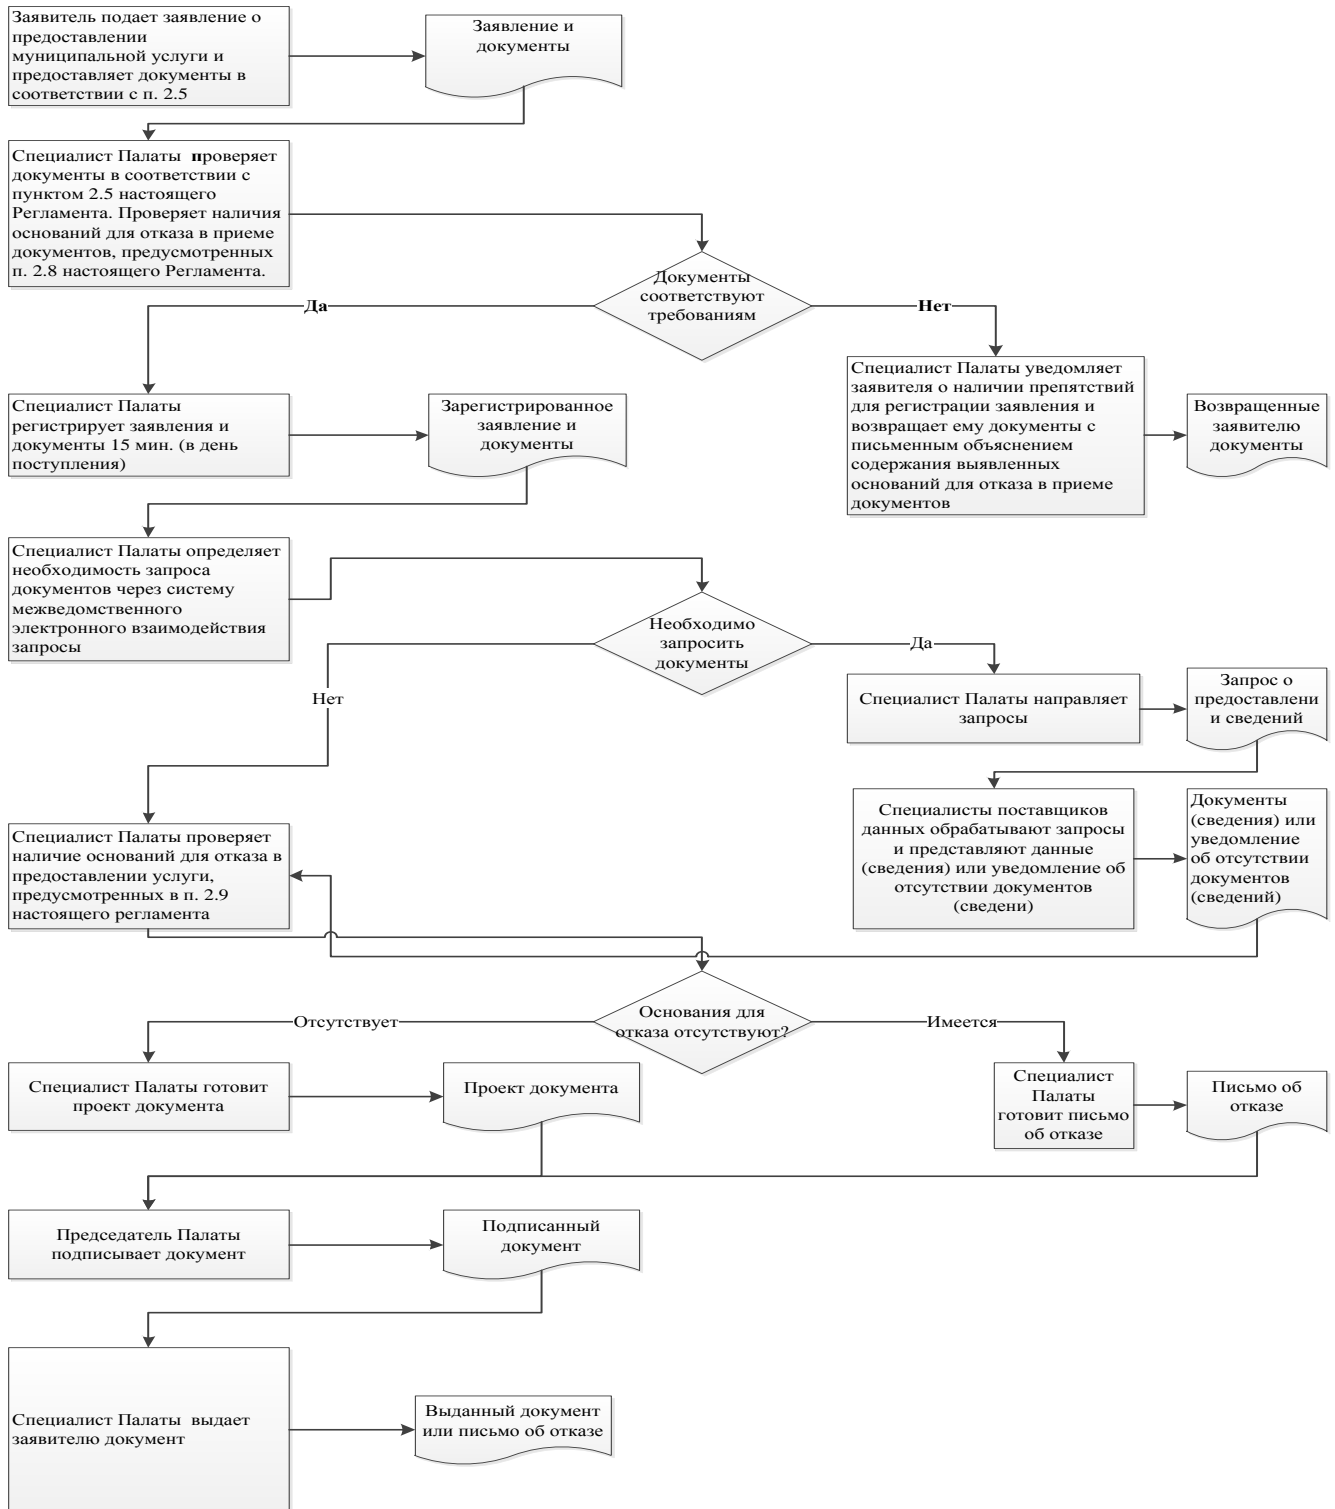 Заявитель подает заявление о
предоставлении
муниципальной услуги и
предоставляет документы в
соответствии с п. 2.5
Заявление и
документы
Специалист Палаты проверяет
документы в соответствии с
пунктом 2.5 настоящего
Регламента. Проверяет наличия
оснований для отказа в приеме
документов, предусмотренных
п. 2.8 настоящего Регламента.
Документы
соответствуют
требованиям
Да
Нет
Специалист Палаты
регистрирует заявления и
документы 15 мин. (в день
поступления)
Зарегистрированное
заявление и
документы
Специалист Палаты уведомляет
заявителя о наличии препятствий
для регистрации заявления и
возвращает ему документы с
письменным объяснением
содержания выявленных
оснований для отказа в приеме
документов
Возвращенные
заявителю
документы
Специалист Палаты определяет
необходимость запроса
документов через систему
межведомственного
электронного взаимодействия
запросы
Необходимо
запросить
документы
Да
Нет
Специалист Палаты направляет
запросы
Запрос о
предоставлени
и сведений
Специалист Палаты проверяет
наличие оснований для отказа в
предоставлении услуги,
предусмотренных в п. 2.9
настоящего регламента
Специалисты поставщиков
данных обрабатывают запросы
и представляют данные
(сведения) или уведомление об
отсутствии документов
(сведени)
Документы
(сведения) или
уведомление
об отсутствии
документов
(сведений)
Основания для
отказа отсутствуют?
Отсутствует
Имеется
Специалист Палаты готовит
проект документа
Проект документа
Специалист
Палаты
готовит письмо
об отказе
Письмо об
отказе
Председатель Палаты
подписывает документ
Подписанный
документ
Специалист Палаты выдает
заявителю документ
Выданный документ
или письмо об отказе